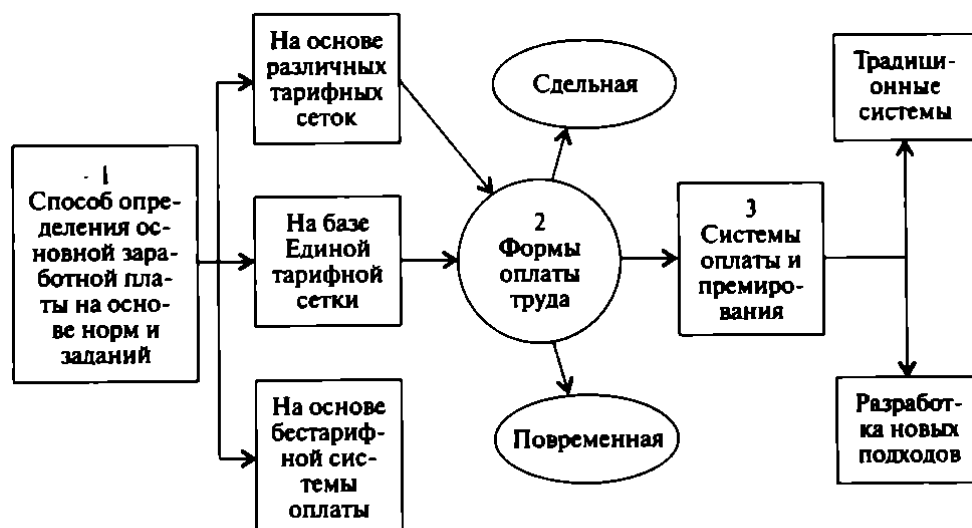 1
Способ опре-
деления ос-
новной зара-
ботной пла-
ты на осно-
ве норм и
заданий
На основе
различных
тарифных
сеток
На базе
Единой
тарифной
сетки
На основе
бестариф-
ной сис-
темы
оплаты
Сдельная
2
Формы
оплаты
труда
Повременная
3
Системы
оплаты и
премиро-
вания
Традици-
онные
системы
Разработ-
ка новых
подходов